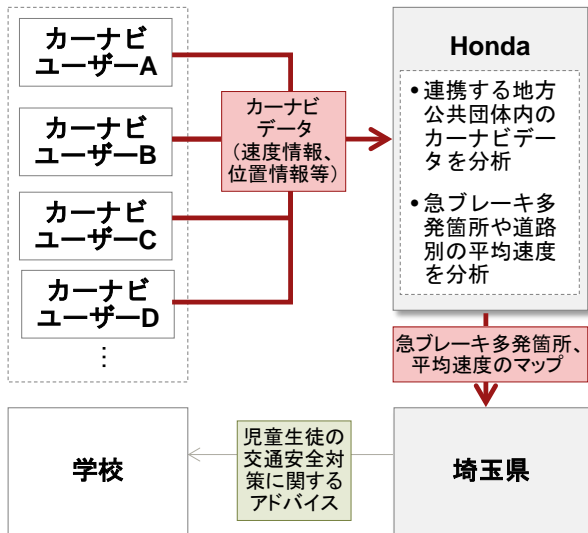 カーナビ
ユーザーA
カーナビ
ユーザーB
カーナビ
ユーザーC
カーナビ
ユーザーD
⋮
カーナビ
データ
（速度情報、
位置情報等）
Honda
•連携する地方
公共団体内の
カーナビデー
タを分析
•急ブレーキ多
発箇所や道路
別の平均速度
を分析
急ブレーキ多発箇所、
平均速度のマップ
埼玉県
児童生徒の
交通安全対
策に関する
アドバイス
学校